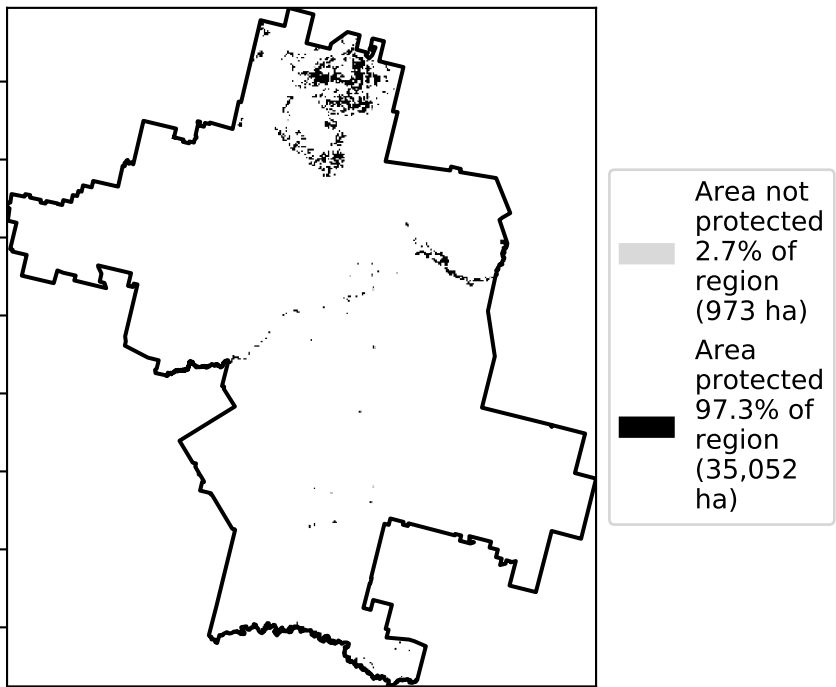 Area not
protected
2.7% of
region
(973 ha)
Area
protected
97.3% of
region
(35,052
ha)